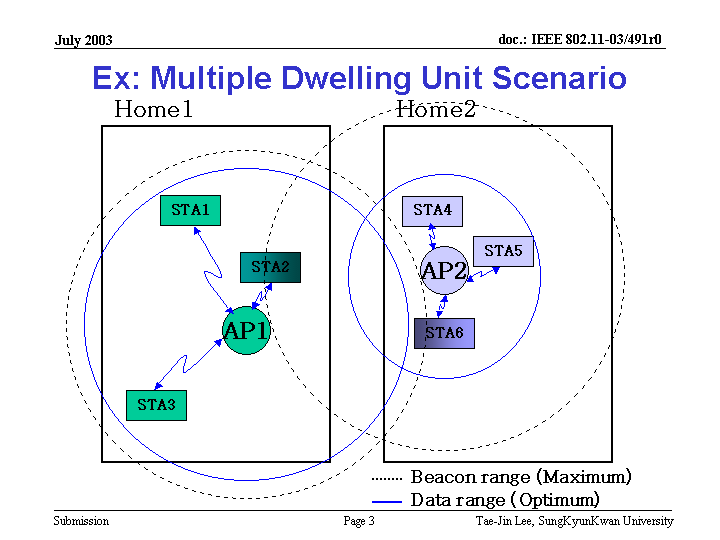 July 2003
doc.: IEEE 802.11-03/491r0
Ex: Multiple Dwelling Unit Scenario
Home1
Home2
STA1
STA4
STA5
STA2
AP2
AP1
STA6
STA3
Beacon range (Maximum)
Data range (Optimum)
Submission
Page 3
Tae-Jin Lee, SungKyunKwan University